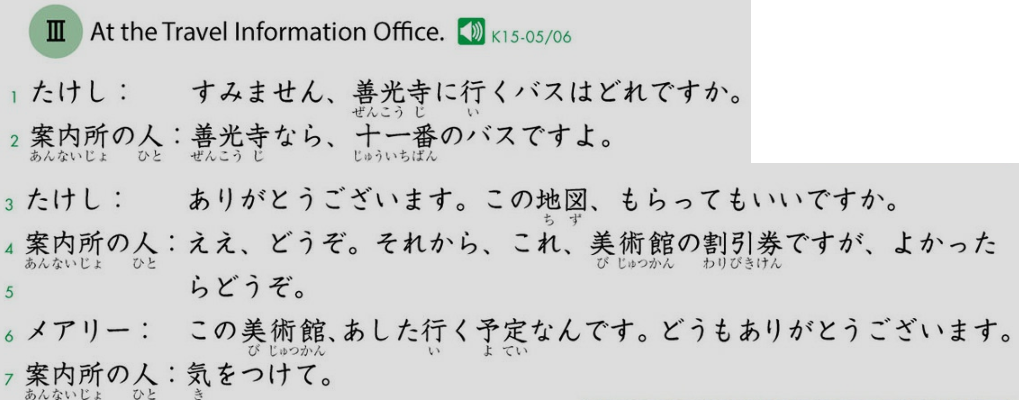 Ⅲ At the Travel Information Office. K15-05/06
1 たけし： すみません、善光寺に行くバスはどれですか。
ぜんこう じ い
2 案内所の人：善光寺なら、十一番のバスですよ。
あんないじょ ひと ぜんこう じ じゅういちばん
3 たけし： ありがとうございます。この地図、もらってもいいですか。
ち ず
4 案内所の人：ええ、どうぞ。それから、これ、美術館の割引券ですが、よかった
あんないじょ ひと び じゅつかん わりびきけん
5 らどうぞ。
6 メアリー： この美術館、あした行く予定なんです。どうもありがとうございます。
び じゅつかん い よ てい
7 案内所の人：気をつけて。
あんないじょ ひと き